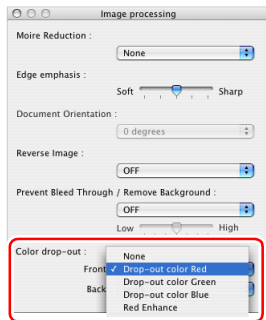 Image processing
Moire Reduction :
None
Edge emphasis :
Soft Sharp
Document Orientation :
0 degrees
Reverse Image :
OFF
Prevent Bleed Through / Remove Background :
OFF
Low High
Color drop-out :
None
Front ✓ Drop-out color Red
Drop-out color Green
Back Drop-out color Blue
Red Enhance